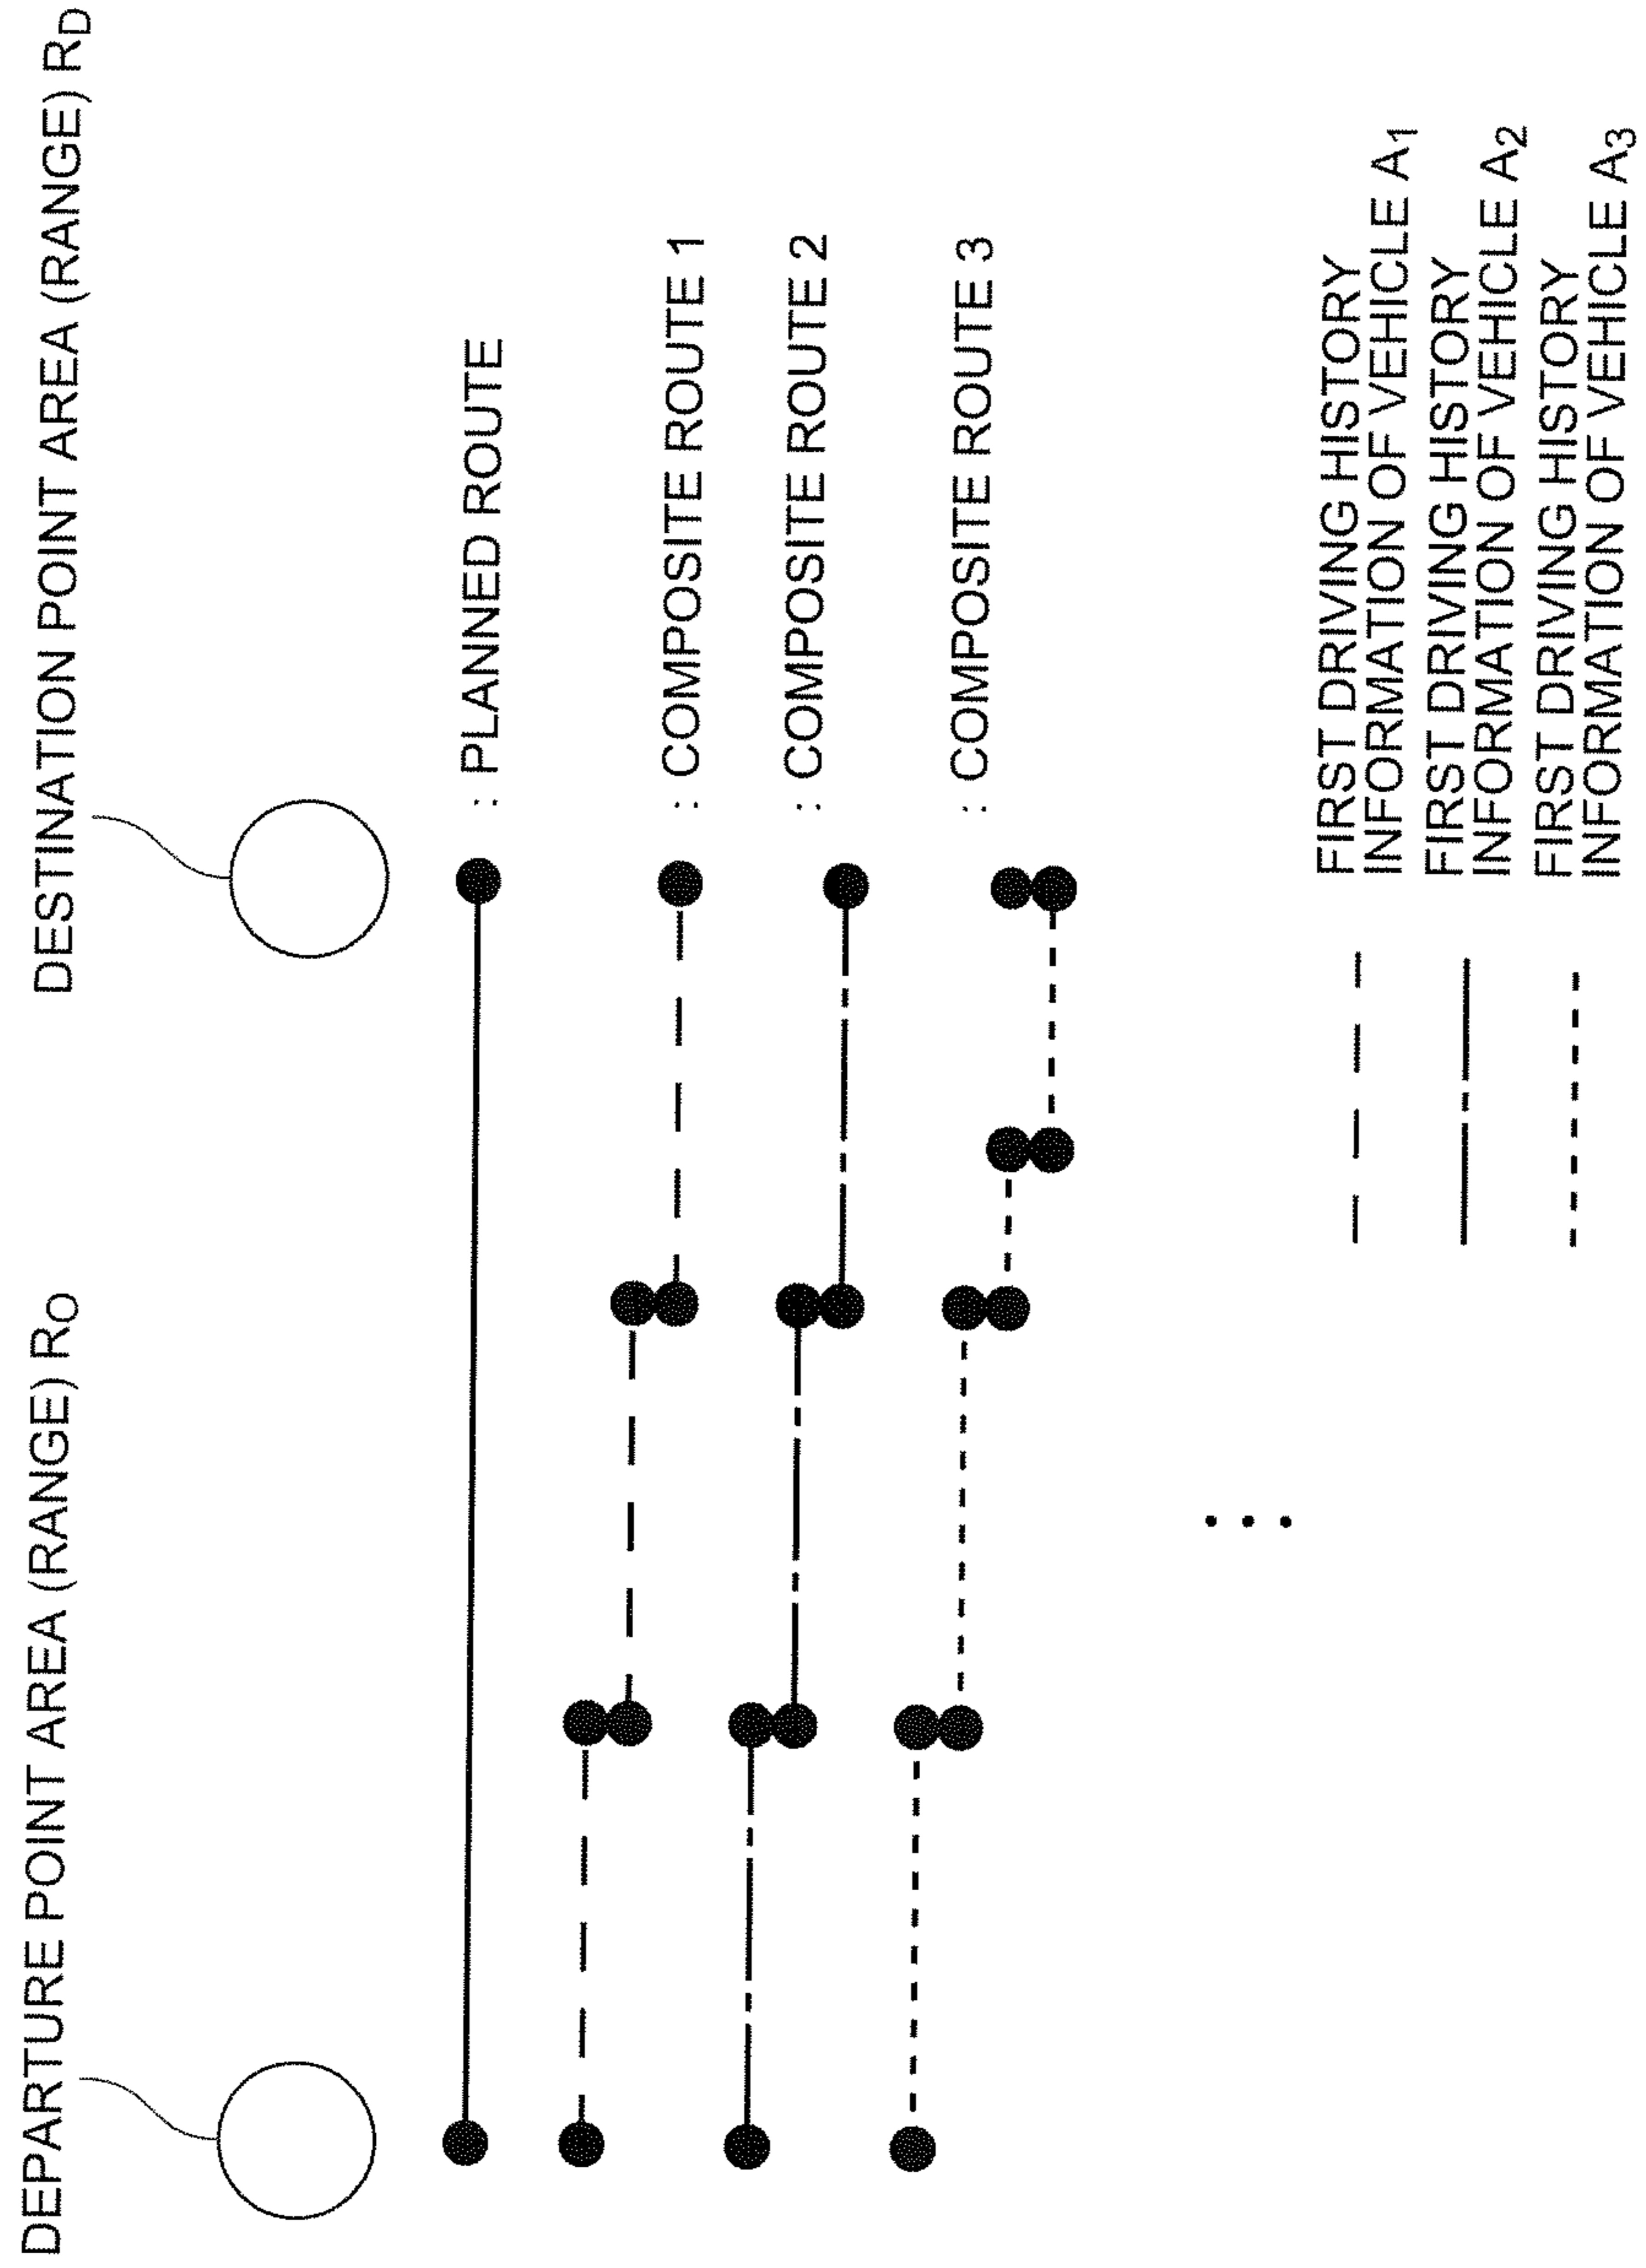 DEPARTURE POINT AREA (RANGE) RO
DESTINATION POINT AREA (RANGE) RD
: PLANNED ROUTE
: COMPOSITE ROUTE 1
: COMPOSITE ROUTE 2
: COMPOSITE ROUTE 3
FIRST DRIVING HISTORY
INFORMATION OF VEHICLE A1
FIRST DRIVING HISTORY
INFORMATION OF VEHICLE A2
FIRST DRIVING HISTORY
INFORMATION OF VEHICLE A3